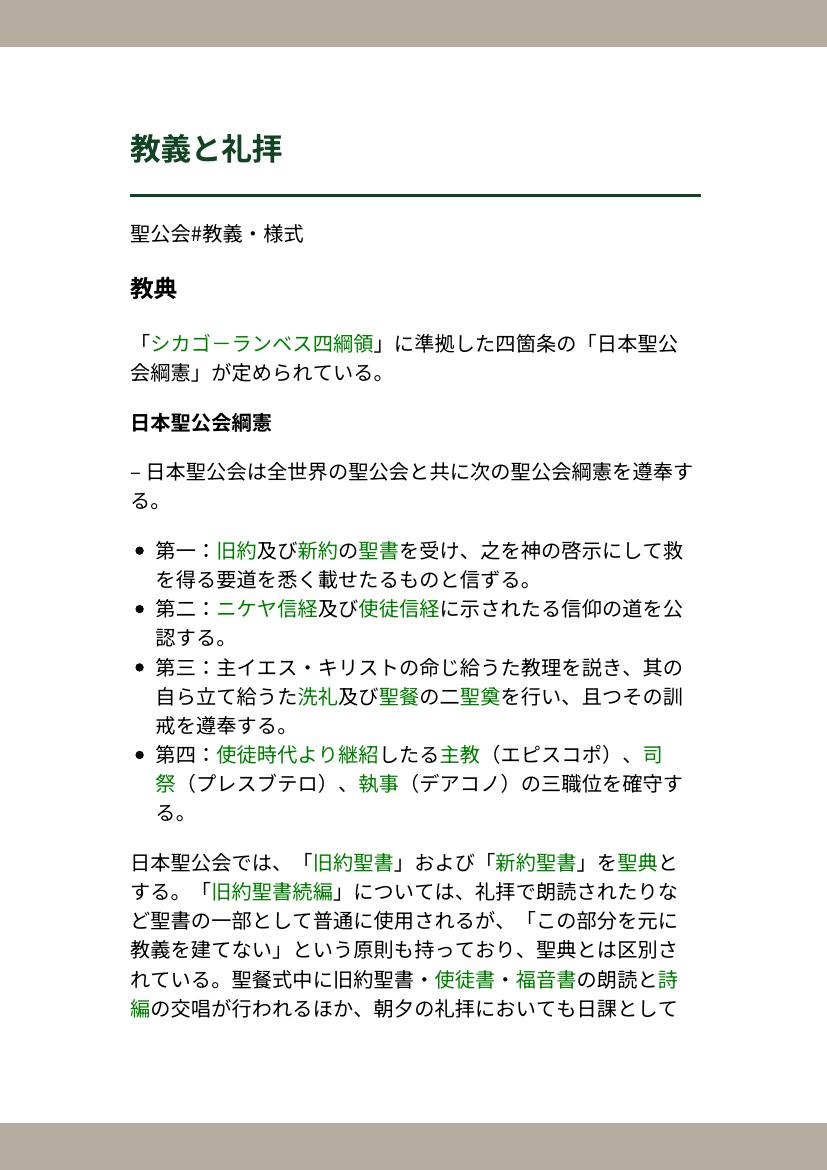 教義と礼拝
聖公会#教義・様式
教典
「シカゴ－ランベス四綱領」に準拠した四箇条の「日本聖公
会綱憲」が定められている。
日本聖公会綱憲
– 日本聖公会は全世界の聖公会と共に次の聖公会綱憲を遵奉す
る。
• 第一：旧約及び新約の聖書を受け、之を神の啓示にして救
を得る要道を悉く載せたるものと信ずる。
• 第二：ニケヤ信経及び使徒信経に示されたる信仰の道を公
認する。
• 第三：主イエス・キリストの命じ給うた教理を説き、其の
自ら立て給うた洗礼及び聖餐の二聖奠を行い、且つその訓
戒を遵奉する。
• 第四：使徒時代より継紹したる主教（エピスコポ）、司
祭（プレスブテロ）、執事（デアコノ）の三職位を確守す
る。
日本聖公会では、「旧約聖書」および「新約聖書」を聖典と
する。「旧約聖書続編」については、礼拝で朗読されたりな
ど聖書の一部として普通に使用されるが、「この部分を元に
教義を建てない」という原則も持っており、聖典とは区別さ
れている。聖餐式中に旧約聖書・使徒書・福音書の朗読と詩
編の交唱が行われるほか、朝夕の礼拝においても日課として